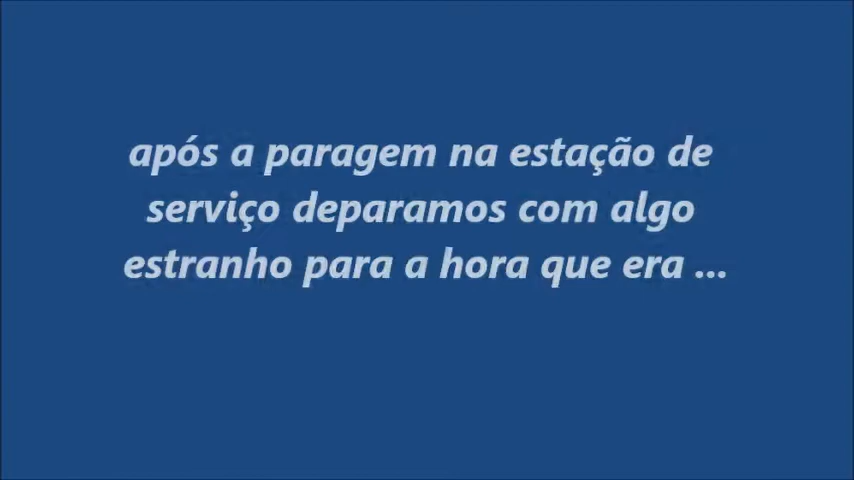 após a paragem na estação de
serviço deparamos com algo
estranho para a hora que era ...